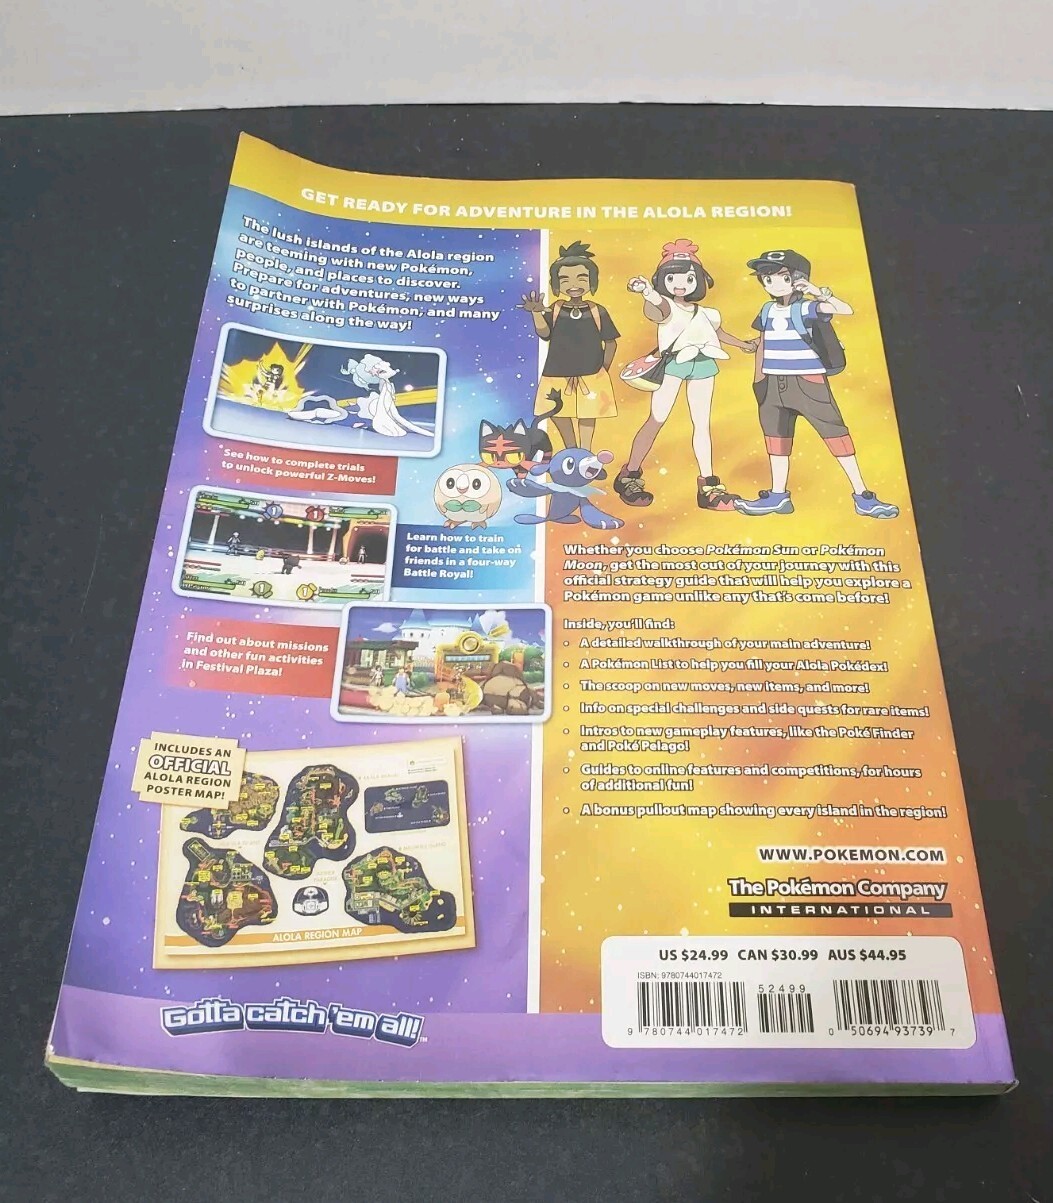 GET READY FOR ADVENTURE IN THE ALOLA REGION!
The lush islands of the Alola region
are teeming with new Pokémon,
people, and places to discover.
Prepare for adventures, new ways
to partner with Pokémon, and many
surprises along the way!
See how to complete trials
to unlock powerful Z-Moves!
Learn how to train
for battle and take on
friends in a four-way
Battle Royal!
Find out about missions
and other fun activities
in Festival Plaza!
INCLUDES AN
OFFICIAL
ALOLA REGION
POSTER MAP!
ALOLA REGION MAP
Gotta catch 'em all!™
Whether you choose Pokémon Sun or Pokémon
Moon, get the most out of your journey with this
official strategy guide that will help you explore a
Pokémon game unlike any that's come before!
Inside, you'll find:
• A detailed walkthrough of your main adventure!
• A Pokémon List to help you fill your Alola Pokédex!
• The scoop on new moves, new items, and more!
• Info on special challenges and side quests for rare items!
• Intros to new gameplay features, like the Poké Finder
and Poké Pelago!
• Guides to online features and competitions, for hours
of additional fun!
• A bonus pullout map showing every island in the region!
WWW.POKEMON.COM
The Pokémon Company
INTERNATIONAL
US $24.99 CAN $30.99 AUS $44.95
ISBN: 9780744017472
52499
9 780744 017472
0 50694 93739 7